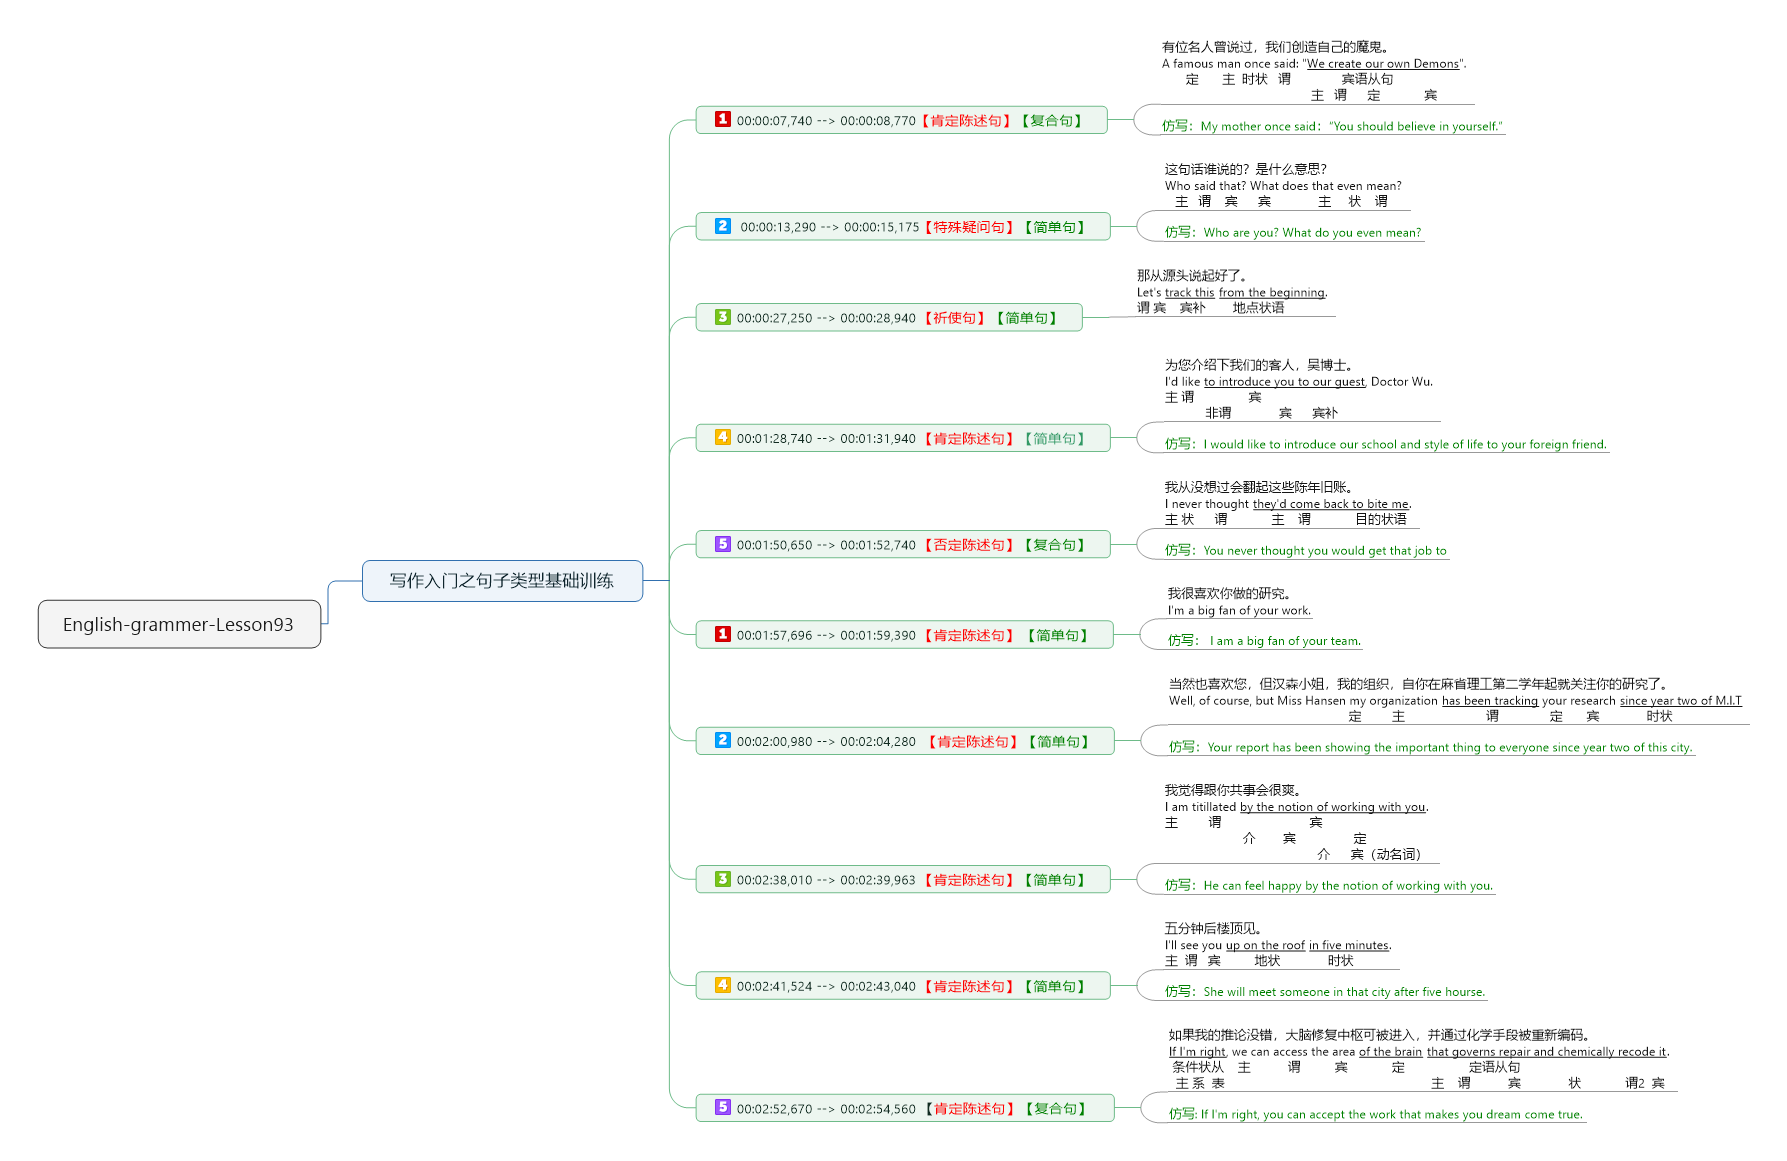 English-grammer-Lesson93
写作入门之句子类型基础训练
1 00:00:07,740 --> 00:00:08,770【肯定陈述句】【复合句】
有位名人曾说过，我们创造自己的魔鬼。
A famous man once said: "We create our own Demons".
定 主 时状 谓 宾语从句
主 谓 定 宾
仿写：My mother once said："You should believe in yourself."
2 00:00:13,290 --> 00:00:15,175【特殊疑问句】【简单句】
这句话谁说的？是什么意思？
Who said that? What does that even mean?
主 谓 宾 宾 主 状 谓
仿写：Who are you? What do you even mean?
3 00:00:27,250 --> 00:00:28,940 【祈使句】【简单句】
那从源头说起好了。
Let's track this from the beginning.
谓 宾 宾补 地点状语
4 00:01:28,740 --> 00:01:31,940 【肯定陈述句】【简单句】
为您介绍下我们的客人，吴博士。
I'd like to introduce you to our guest, Doctor Wu.
主 谓 宾
非谓 宾 宾补
仿写：I would like to introduce our school and style of life to your foreign friend.
5 00:01:50,650 --> 00:01:52,740 【否定陈述句】【复合句】
我从没想过会翻起这些陈年旧账。
I never thought they'd come back to bite me.
主 状 谓 主 谓 目的状语
仿写：You never thought you would get that job to
1 00:01:57,696 --> 00:01:59,390 【肯定陈述句】【简单句】
我很喜欢你做的研究。
I'm a big fan of your work.
仿写： I am a big fan of your team.
2 00:02:00,980 --> 00:02:04,280 【肯定陈述句】【简单句】
当然也喜欢您，但汉森小姐，我的组织，自你在麻省理工第二学年起就关注你的研究了。
Well, of course, but Miss Hansen my organization has been tracking your research since year two of M.I.T
定 主 谓 定 宾 时状
仿写：Your report has been showing the important thing to everyone since year two of this city.
3 00:02:38,010 --> 00:02:39,963 【肯定陈述句】【简单句】
我觉得跟你共事会很爽。
I am titillated by the notion of working with you.
主 谓 宾
介 宾 定
介 宾（动名词）
仿写：He can feel happy by the notion of working with you.
4 00:02:41,524 --> 00:02:43,040 【肯定陈述句】【简单句】
五分钟后楼顶见。
I'll see you up on the roof in five minutes.
主 谓 宾 地状 时状
仿写：She will meet someone in that city after five hourse.
5 00:02:52,670 --> 00:02:54,560 【肯定陈述句】【复合句】
如果我的推论没错，大脑修复中枢可被进入，并通过化学手段被重新编码。
If I'm right, we can access the area of the brain that governs repair and chemically recode it.
条件状从 主 谓 宾 定 定语从句
主 系 表 主 谓 宾 状 谓2 宾
仿写: If I'm right, you can accept the work that makes you dream come true.